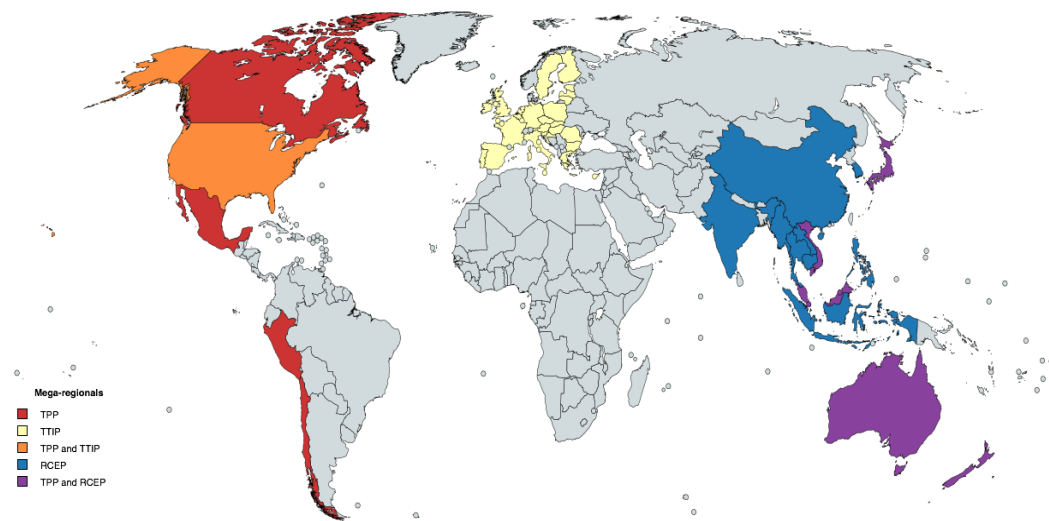 Mega-regionals
TPP
TTIP
TPP and TTIP
RCEP
TPP and RCEP